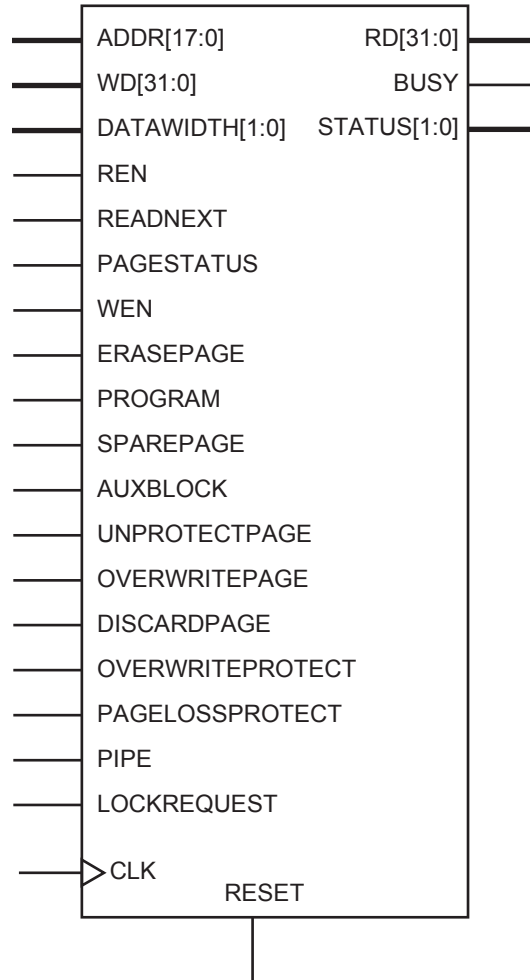 ADDR[17:0] RD[31:0]
WD[31:0] BUSY
DATAWIDTH[1:0] STATUS[1:0]
REN
READNEXT
PAGESTATUS
WEN
ERASEPAGE
PROGRAM
SPAREPAGE
AUXBLOCK
UNPROTECTPAGE
OVERWRITEPAGE
DISCARDPAGE
OVERWRITEPROTECT
PAGELOSSPROTECT
PIPE
LOCKREQUEST
CLK
RESET